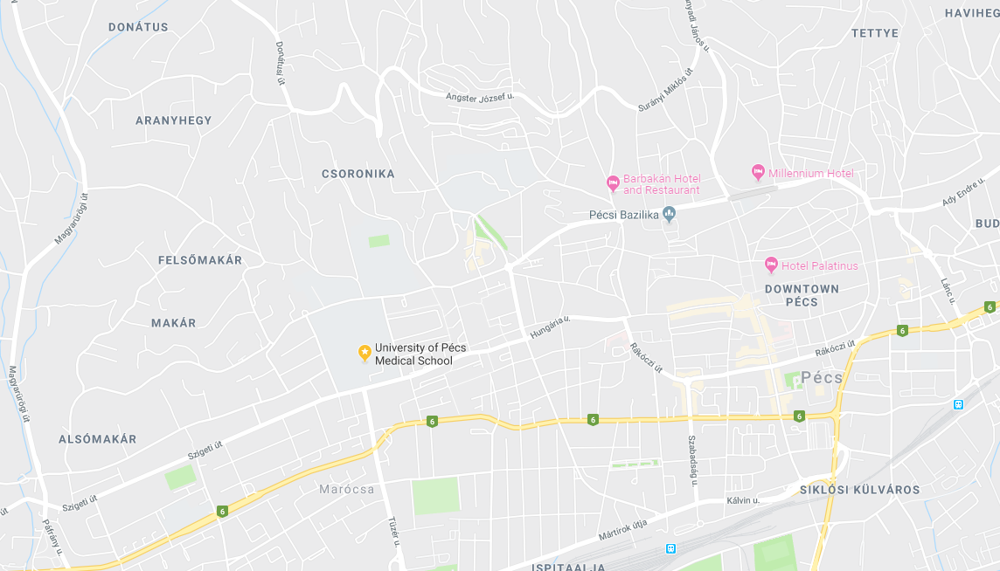 HAVIHEG
DONÁTUS
nyadi János u.
TETTYE
Donátusi út
Surányi Miklós út
Angster József u.
ARANYHEGY
CSORONIKA
Millennium Hotel
Barbakán Hotel
and Restaurant
Ady Endre u.
Magyarürögi út
Pécsi Bazilika
BUD
FELSŐMAKÁR
Hotel Palatinus
DOWNTOWN
PÉCS
Lánc u.
6
MAKÁR
Hungária u.
6
University of Pécs
Medical School
Rákóczi út
Rákóczi út
Pécs
Magyarürögi út
6
6
6
ALSÓMAKÁR
Szigeti út
Szabadság u.
Marócsa
SIKLÓSI KÜLVÁROS
Szigeti út
Kálvin u.
út
6
Páfrány u.
Tüzér u.
Mártírok útja
ISPITAALJA